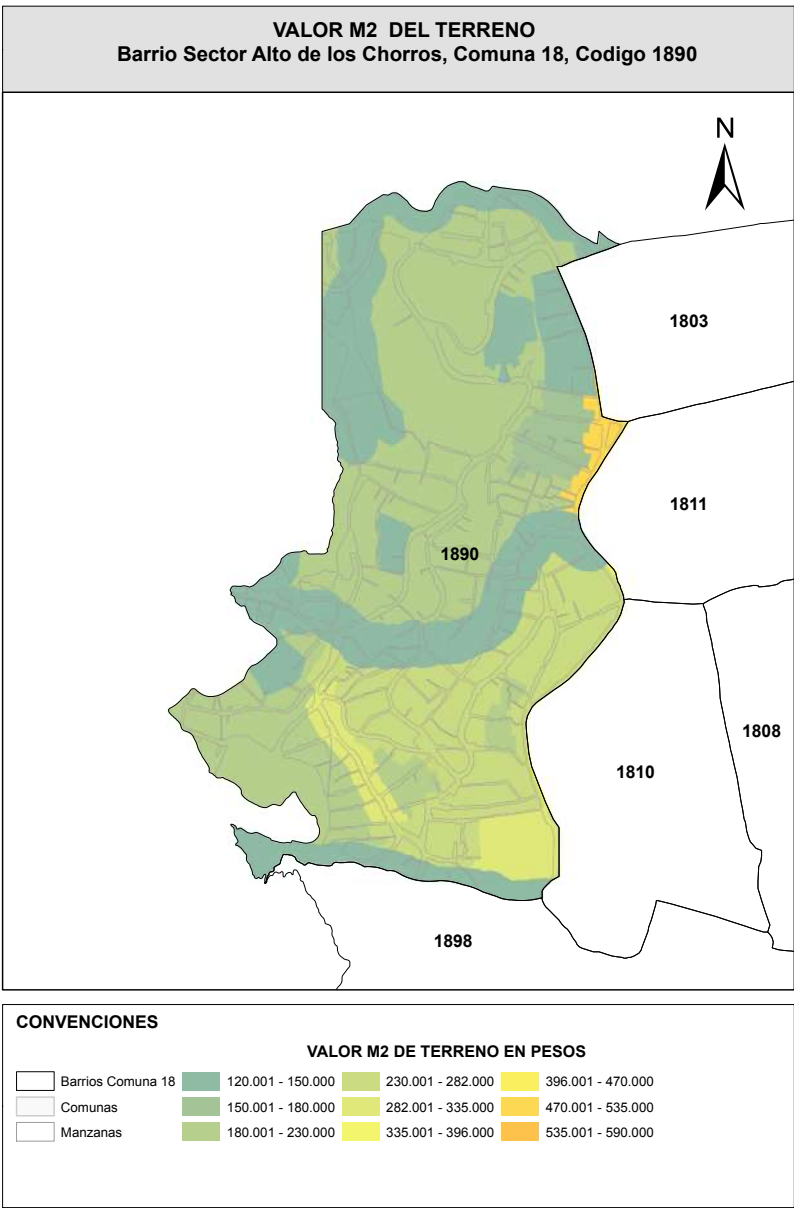 VALOR M2 DEL TERRENO
Barrio Sector Alto de los Chorros, Comuna 18, Codigo 1890
N
1803
1811
1890
1808
1810
1898
CONVENCIONES
VALOR M2 DE TERRENO EN PESOS
Barrios Comuna 18 120.001 - 150.000 230.001 - 282.000 396.001 - 470.000
Comunas 150.001 - 180.000 282.001 - 335.000 470.001 - 535.000
Manzanas 180.001 - 230.000 335.001 - 396.000 535.001 - 590.000